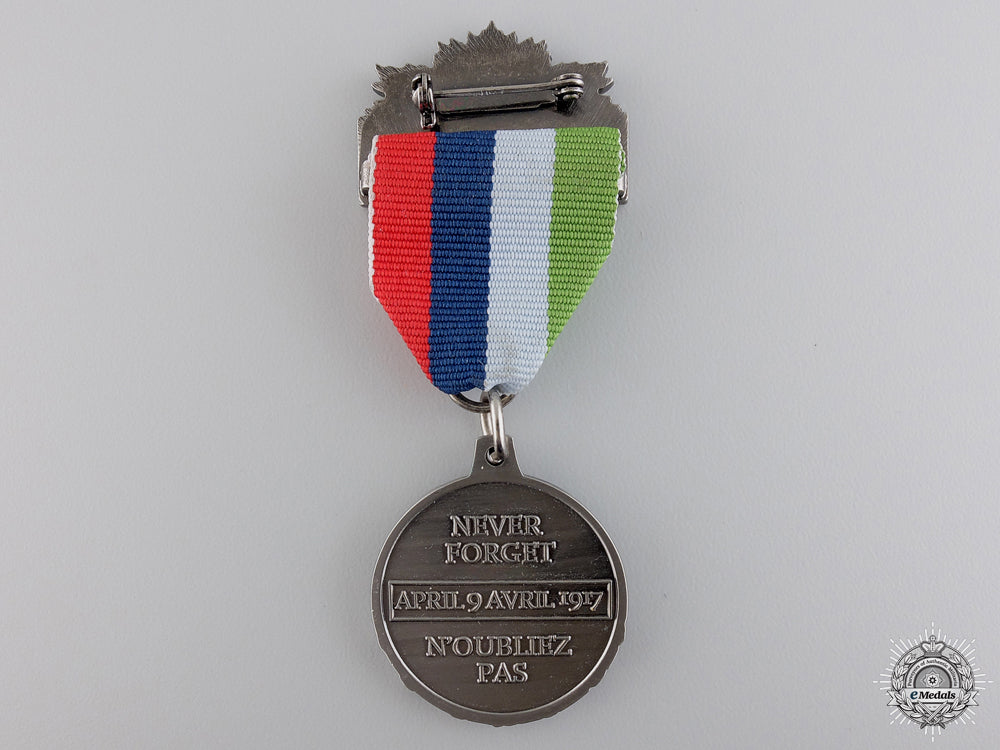 NEVER
FORGET
APRIL 9 AVRIL 1917
N'OUBLIEZ
PAS
eMedals